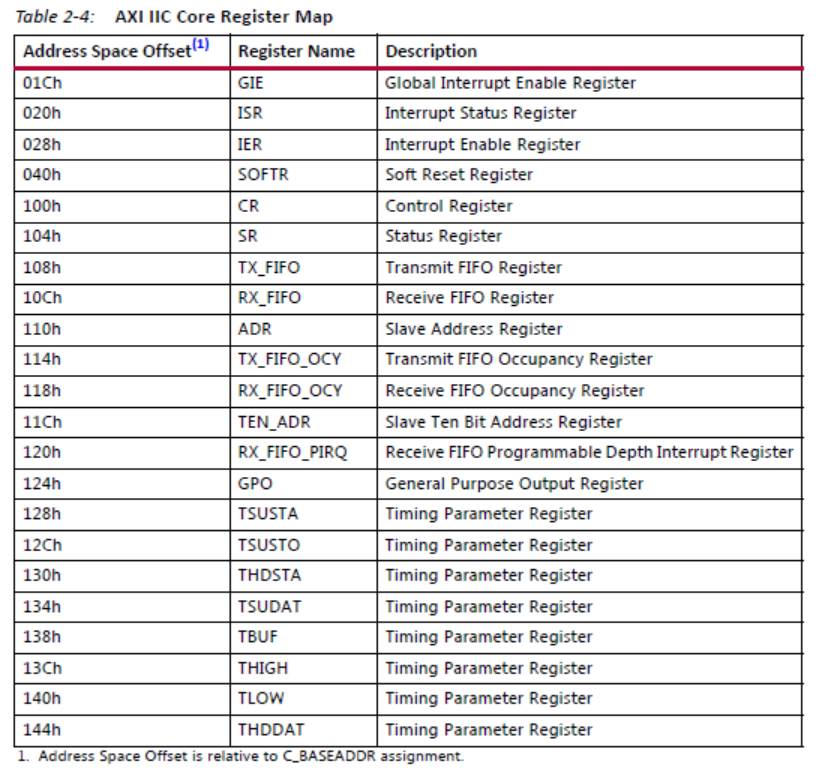 Table 2-4: AXI IIC Core Register Map
Address Space Offset(1) Register Name Description
01Ch GIE Global Interrupt Enable Register
020h ISR Interrupt Status Register
028h IER Interrupt Enable Register
040h SOFTR Soft Reset Register
100h CR Control Register
104h SR Status Register
108h TX_FIFO Transmit FIFO Register
10Ch RX_FIFO Receive FIFO Register
110h ADR Slave Address Register
114h TX_FIFO_OCY Transmit FIFO Occupancy Register
118h RX_FIFO_OCY Receive FIFO Occupancy Register
11Ch TEN_ADR Slave Ten Bit Address Register
120h RX_FIFO_PIRQ Receive FIFO Programmable Depth Interrupt Register
124h GPO General Purpose Output Register
128h TSUSTA Timing Parameter Register
12Ch TSUSTO Timing Parameter Register
130h THDSTA Timing Parameter Register
134h TSUDAT Timing Parameter Register
138h TBUF Timing Parameter Register
13Ch THIGH Timing Parameter Register
140h TLOW Timing Parameter Register
144h THDDAT Timing Parameter Register
1. Address Space Offset is relative to C_BASEADDR assignment.